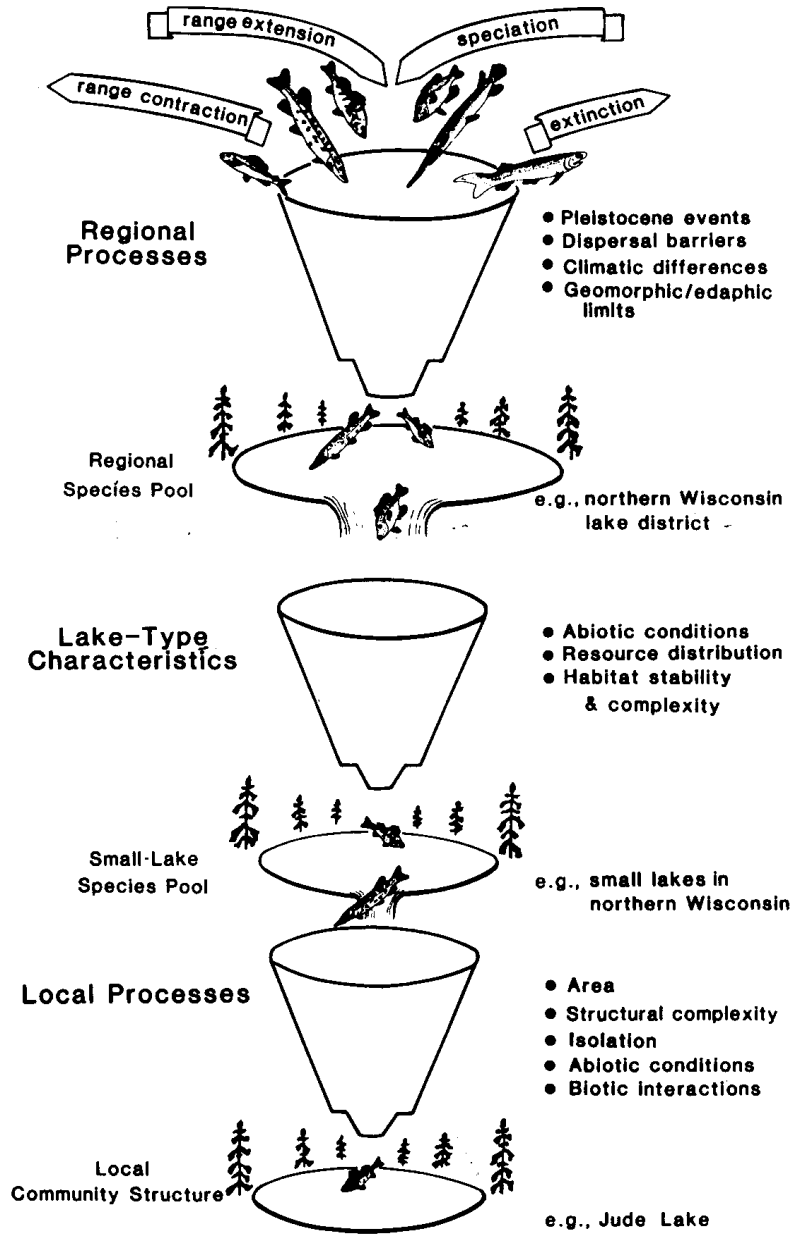 range extension
speciation
range contraction
extinction
Regional
Processes
● Pleistocene events
● Dispersal barriers
● Climatic differences
● Geomorphic/edaphic
limits
Regional
Species Pool
e.g., northern Wisconsin
lake district
Lake-Type
Characteristics
● Abiotic conditions
● Resource distribution
● Habitat stability
& complexity
Small-Lake
Species Pool
e.g., small lakes in
northern Wisconsin
Local Processes
● Area
● Structural complexity
● Isolation
● Abiotic conditions
● Biotic interactions
Local
Community Structure
e.g., Jude Lake